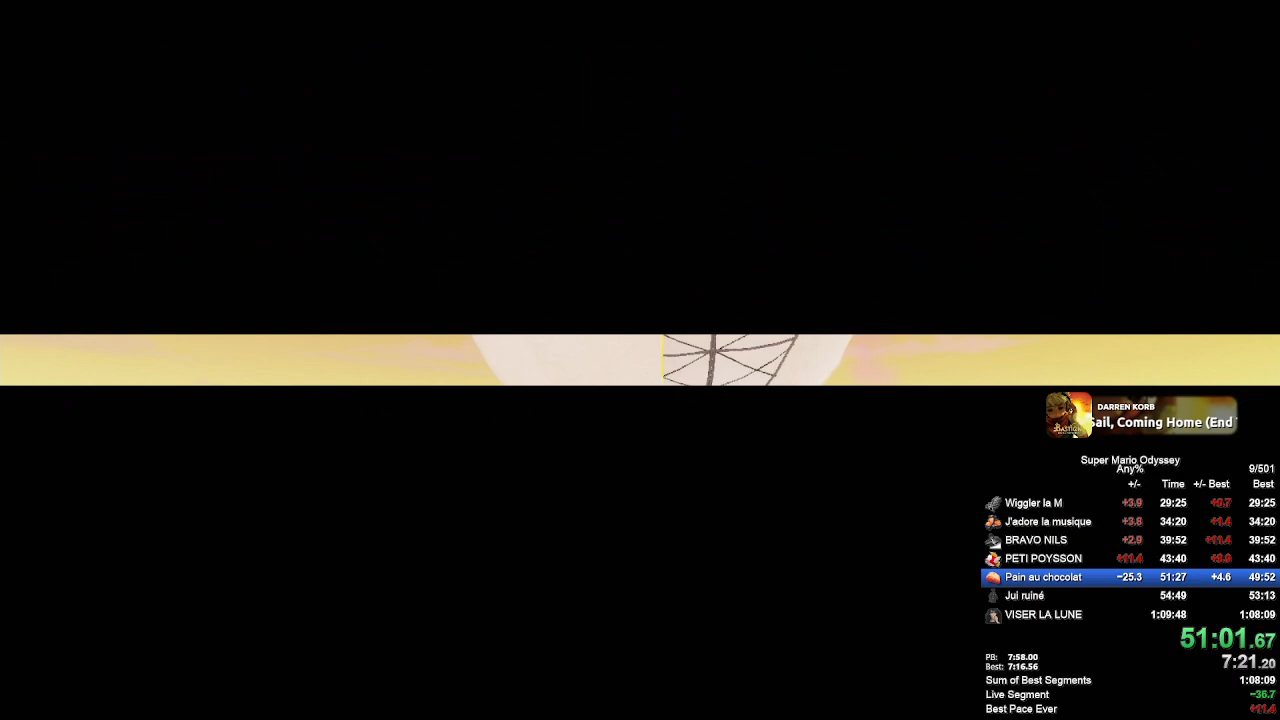 DARREN KORB
Sail, Coming Home (End
BASTION
Super Mario Odyssey
Any% 9/501
+/- Time +/- Best Best
Wiggler la M +3.9 29:25 29:25
J'adore la musique +3.8 34:20 +1.4 34:20
BRAVO NILS +2.9 39:52 +11.4 39:52
PETI POYSSON +11.4 43:40 43:40
Pain au chocolat −25.3 51:27 +4.6 49:52
Jui ruiné 54:49 53:13
VISER LA LUNE 1:09:48 1:08:09
51:01.67
PB: 7:58.00 7:21.20
Best: 7:16.56
Sum of Best Segments 1:08:09
Live Segment −36.7
Best Pace Ever +11.4